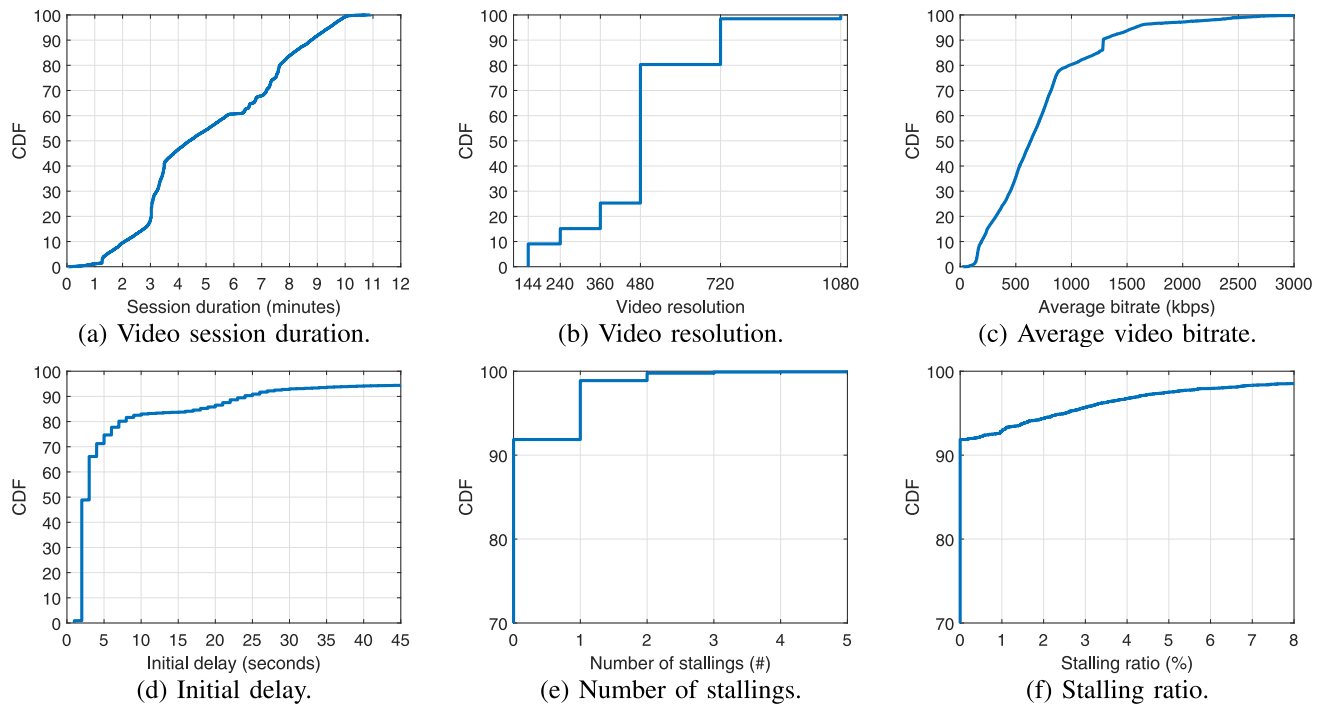 100
90
80
70
60
50
40
30
20
10
0
CDF
0 1 2 3 4 5 6 7 8 9 10 11 12
Session duration (minutes)
(a) Video session duration.
100
90
80
70
60
50
40
30
20
10
0
CDF
144 240 360 480 720 1080
Video resolution
(b) Video resolution.
100
90
80
70
60
50
40
30
20
10
0
CDF
0 500 1000 1500 2000 2500 3000
Average bitrate (kbps)
(c) Average video bitrate.
100
90
80
70
60
50
40
30
20
10
0
CDF
0 5 10 15 20 25 30 35 40 45
Initial delay (seconds)
(d) Initial delay.
100
90
80
70
CDF
0 1 2 3 4 5
Number of stallings (#)
(e) Number of stallings.
100
90
80
70
CDF
0 1 2 3 4 5 6 7 8
Stalling ratio (%)
(f) Stalling ratio.